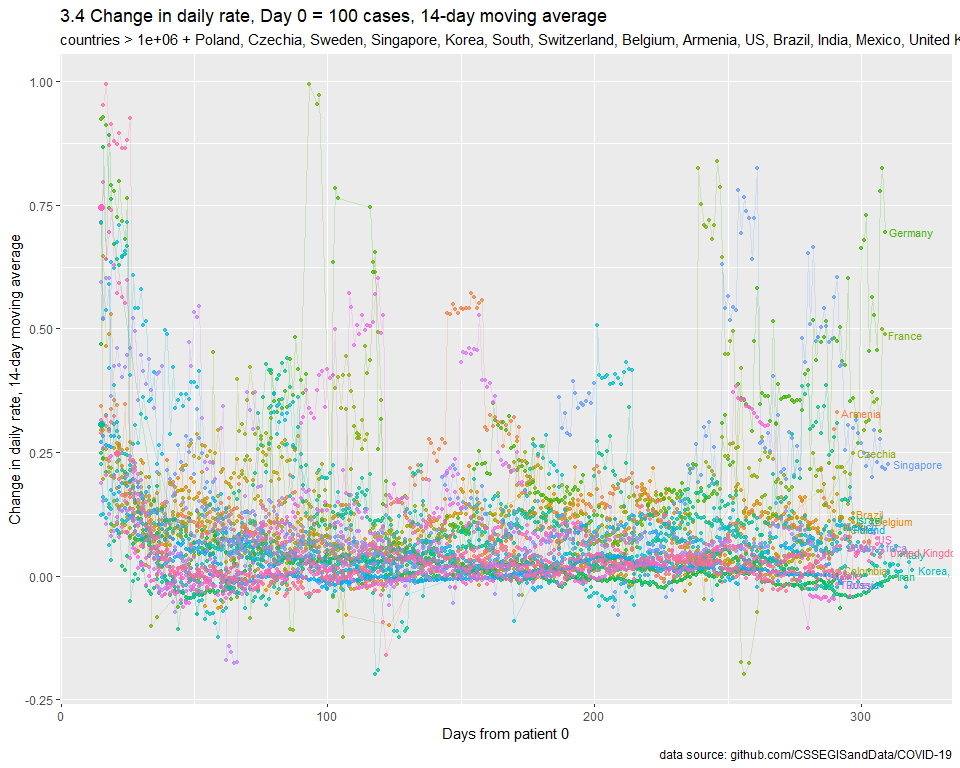 3.4 Change in daily rate, Day 0 = 100 cases, 14-day moving average
countries > 1e+06 + Poland, Czechia, Sweden, Singapore, Korea, South, Switzerland, Belgium, Armenia, US, Brazil, India, Mexico, United K
Change in daily rate, 14-day moving average
1.00
0.75
0.50
0.25
0.00
-0.25
Germany
France
Armenia
Czechia
Singapore
Brazil
Belgium
US
United Kingdo
Italy
Korea,
Iran
Russia
0
100
200
300
Days from patient 0
data source: github.com/CSSEGISandData/COVID-19